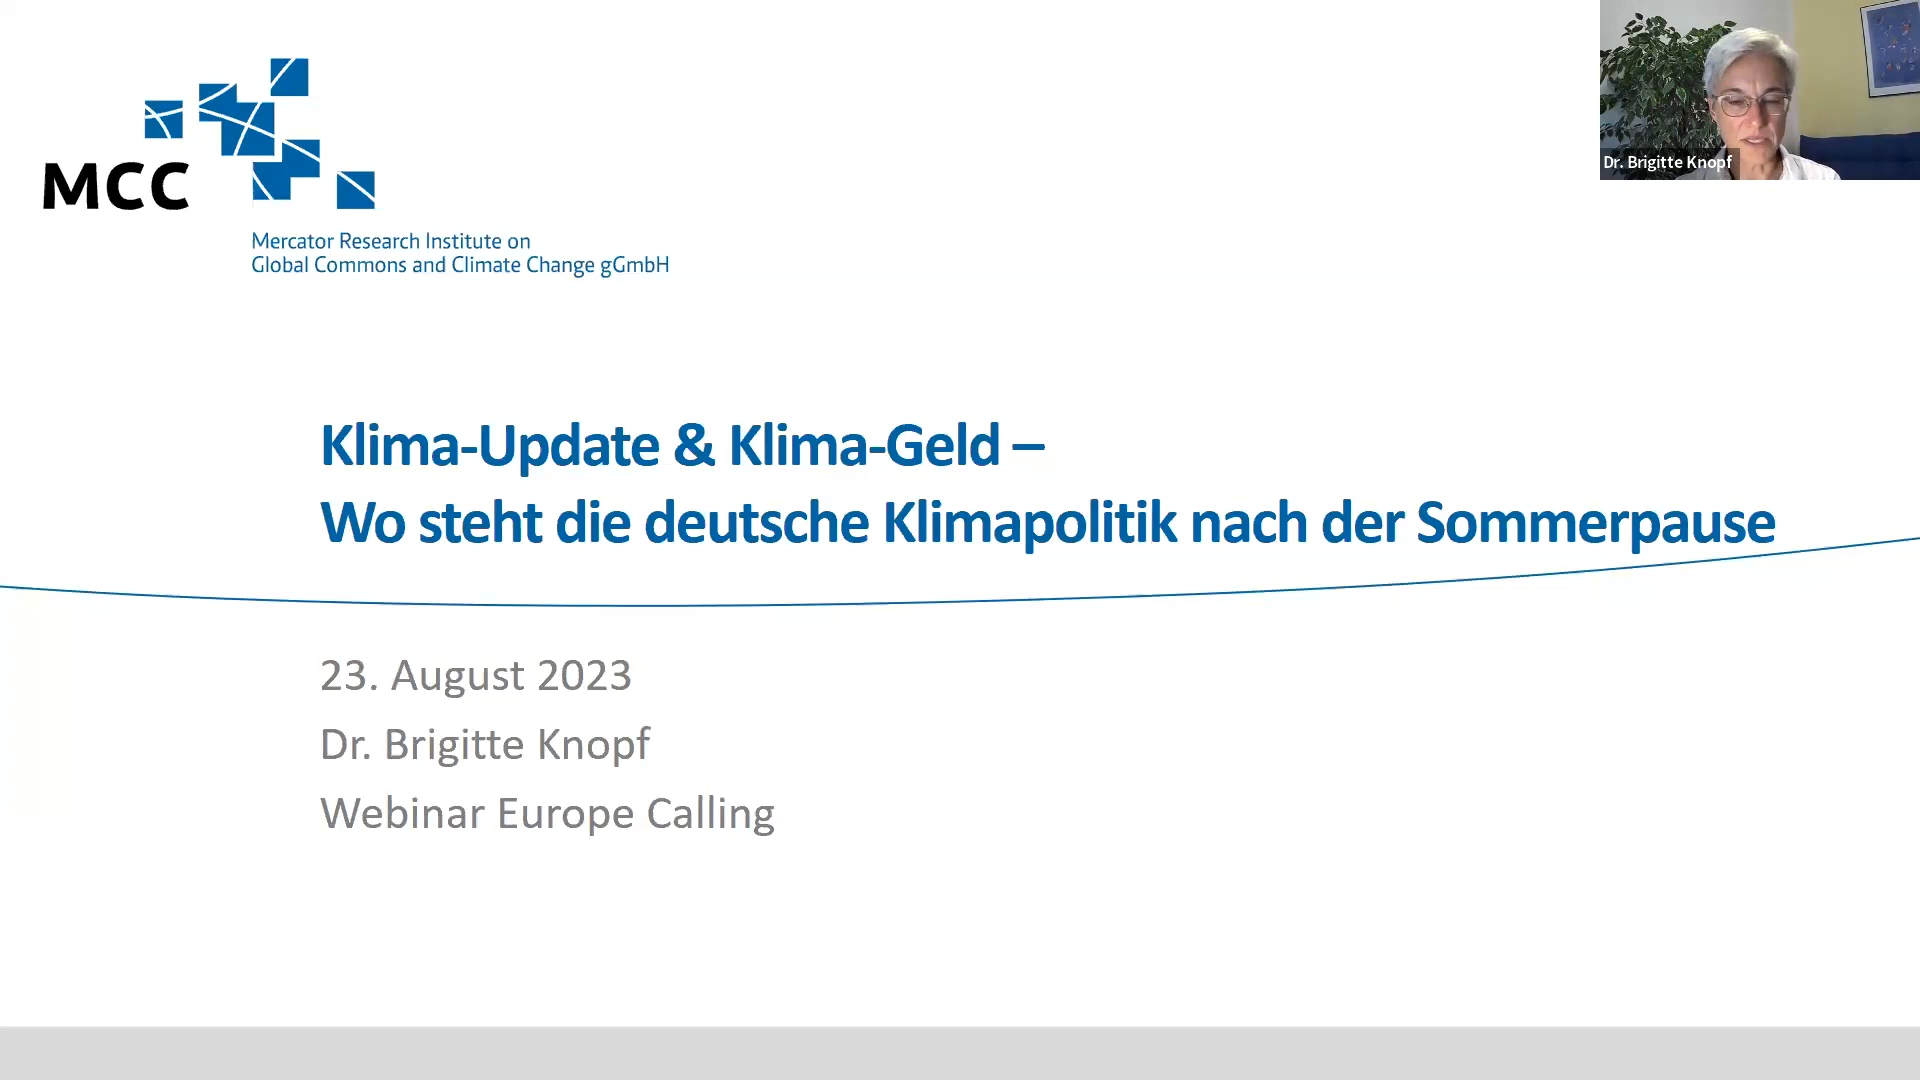 MCC
Mercator Research Institute on
Global Commons and Climate Change gGmbH
Dr. Brigitte Knopf
Klima-Update & Klima-Geld –
Wo steht die deutsche Klimapolitik nach der Sommerpause
23. August 2023
Dr. Brigitte Knopf
Webinar Europe Calling